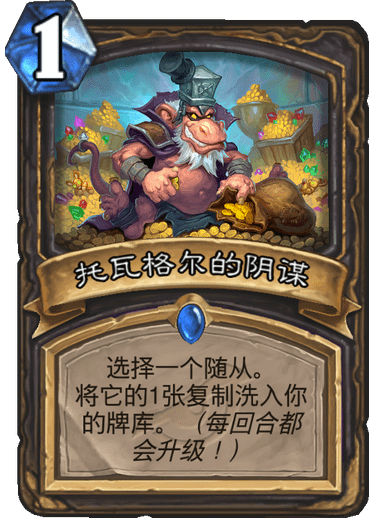 1
托瓦格尔的阴谋
选择一个随从。
将它的1张复制洗入你
的牌库。（每回合都
会升级！）